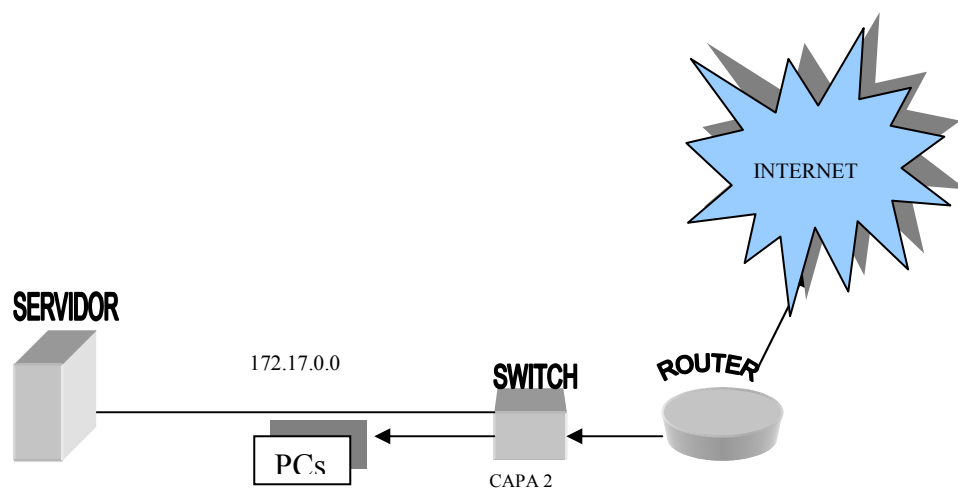 INTERNET
SERVIDOR
172.17.0.0
SWITCH
ROUTER
PCs
CAPA 2